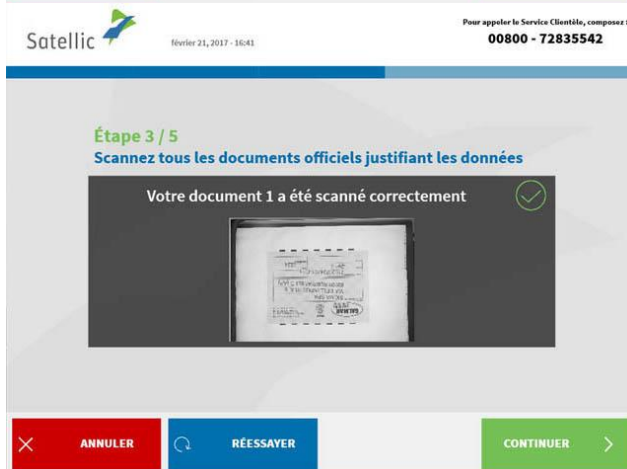 Satellic
février 21, 2017 - 16:41
Pour appeler le Service Clientèle, composez :
00800 - 72835542
Étape 3 / 5
Scannez tous les documents officiels justifiant les données
Votre document 1 a été scanné correctement
ANNULER
RÉESSAYER
CONTINUER